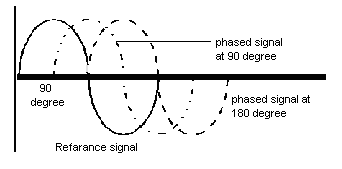 phased signal
at 90 degree
90
degree
phased signal at
180 degree
Refarance signal